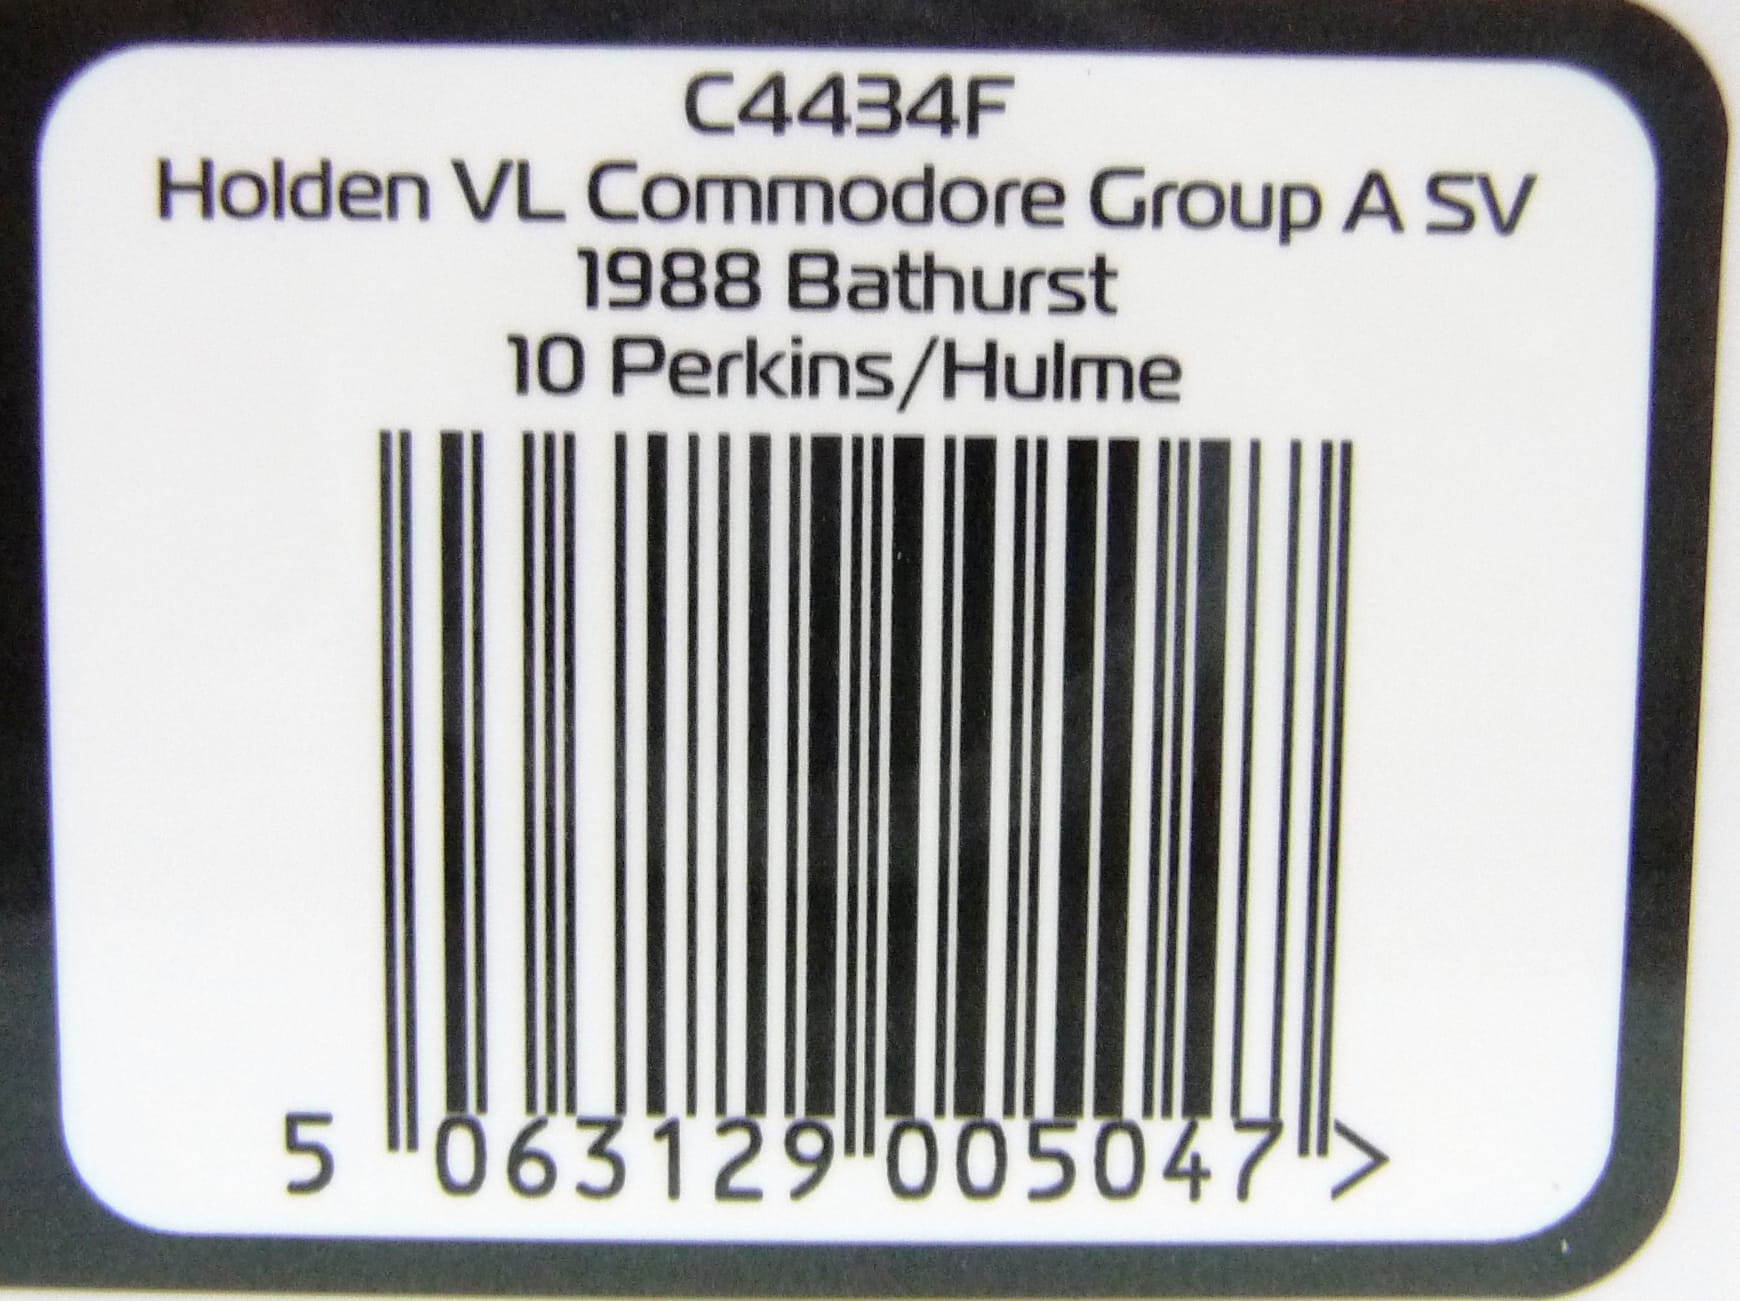 C4434F
Holden VL Commodore Group A SV
1988 Bathurst
10 Perkins/Hulme
5 063129 005047 >